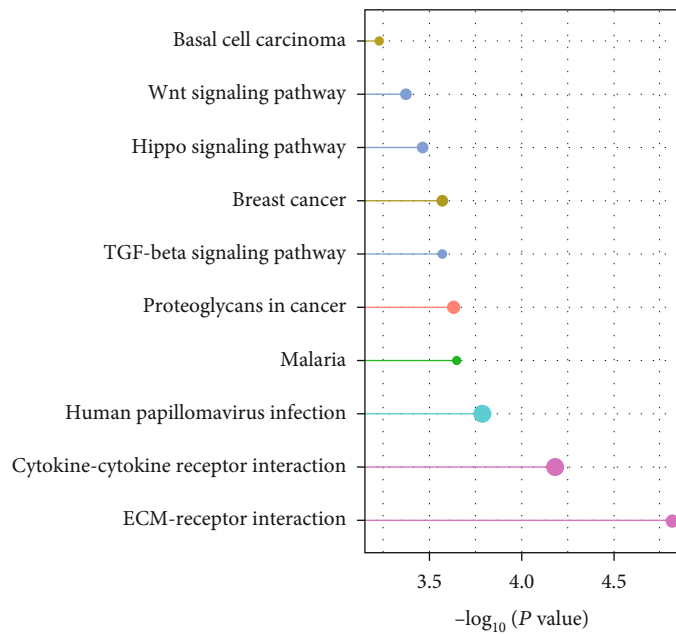 Basal cell carcinoma
Wnt signaling pathway
Hippo signaling pathway
Breast cancer
TGF-beta signaling pathway
Proteoglycans in cancer
Malaria
Human papillomavirus infection
Cytokine-cytokine receptor interaction
ECM-receptor interaction
3.5 4.0 4.5
–log₁₀ (P value)